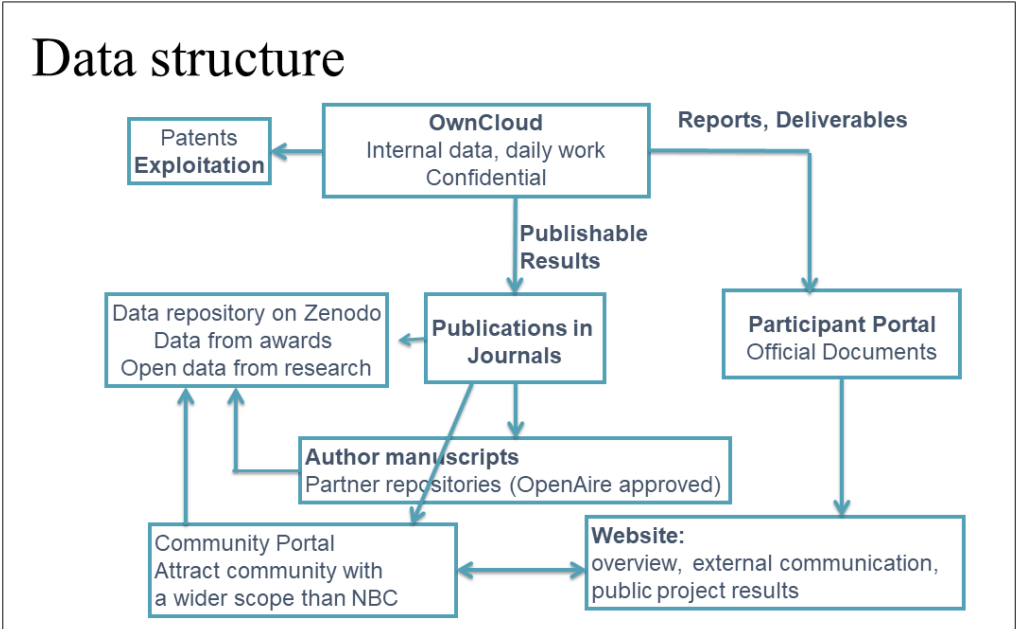 Data structure
OwnCloud
Internal data, daily work
Confidential
Reports, Deliverables
Patents
Exploitation
Publishable
Results
Data repository on Zenodo
Data from awards
Open data from research
Publications in
Journals
Participant Portal
Official Documents
Author manuscripts
Partner repositories (OpenAire approved)
Community Portal
Attract community with
a wider scope than NBC
Website:
overview, external communication,
public project results